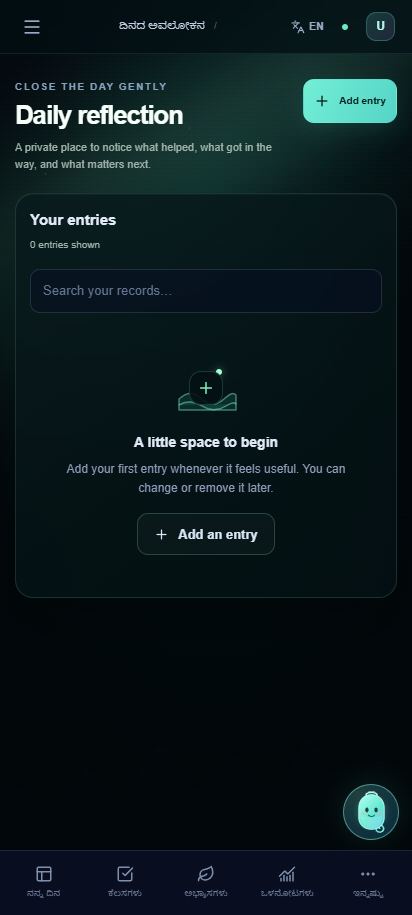 ದಿನದ ಅವಲೋಕನ /
EN
U
CLOSE THE DAY GENTLY
Daily reflection
Add entry
A private place to notice what helped, what got in the
way, and what matters next.
Your entries
0 entries shown
Search your records...
A little space to begin
Add your first entry whenever it feels useful. You can
change or remove it later.
Add an entry
ನನ್ನ ದಿನ
ಕೆಲಸಗಳು
ಅಭ್ಯಾಸಗಳು
ಒಳನೋಟಗಳು
ಇನ್ನಷ್ಟು